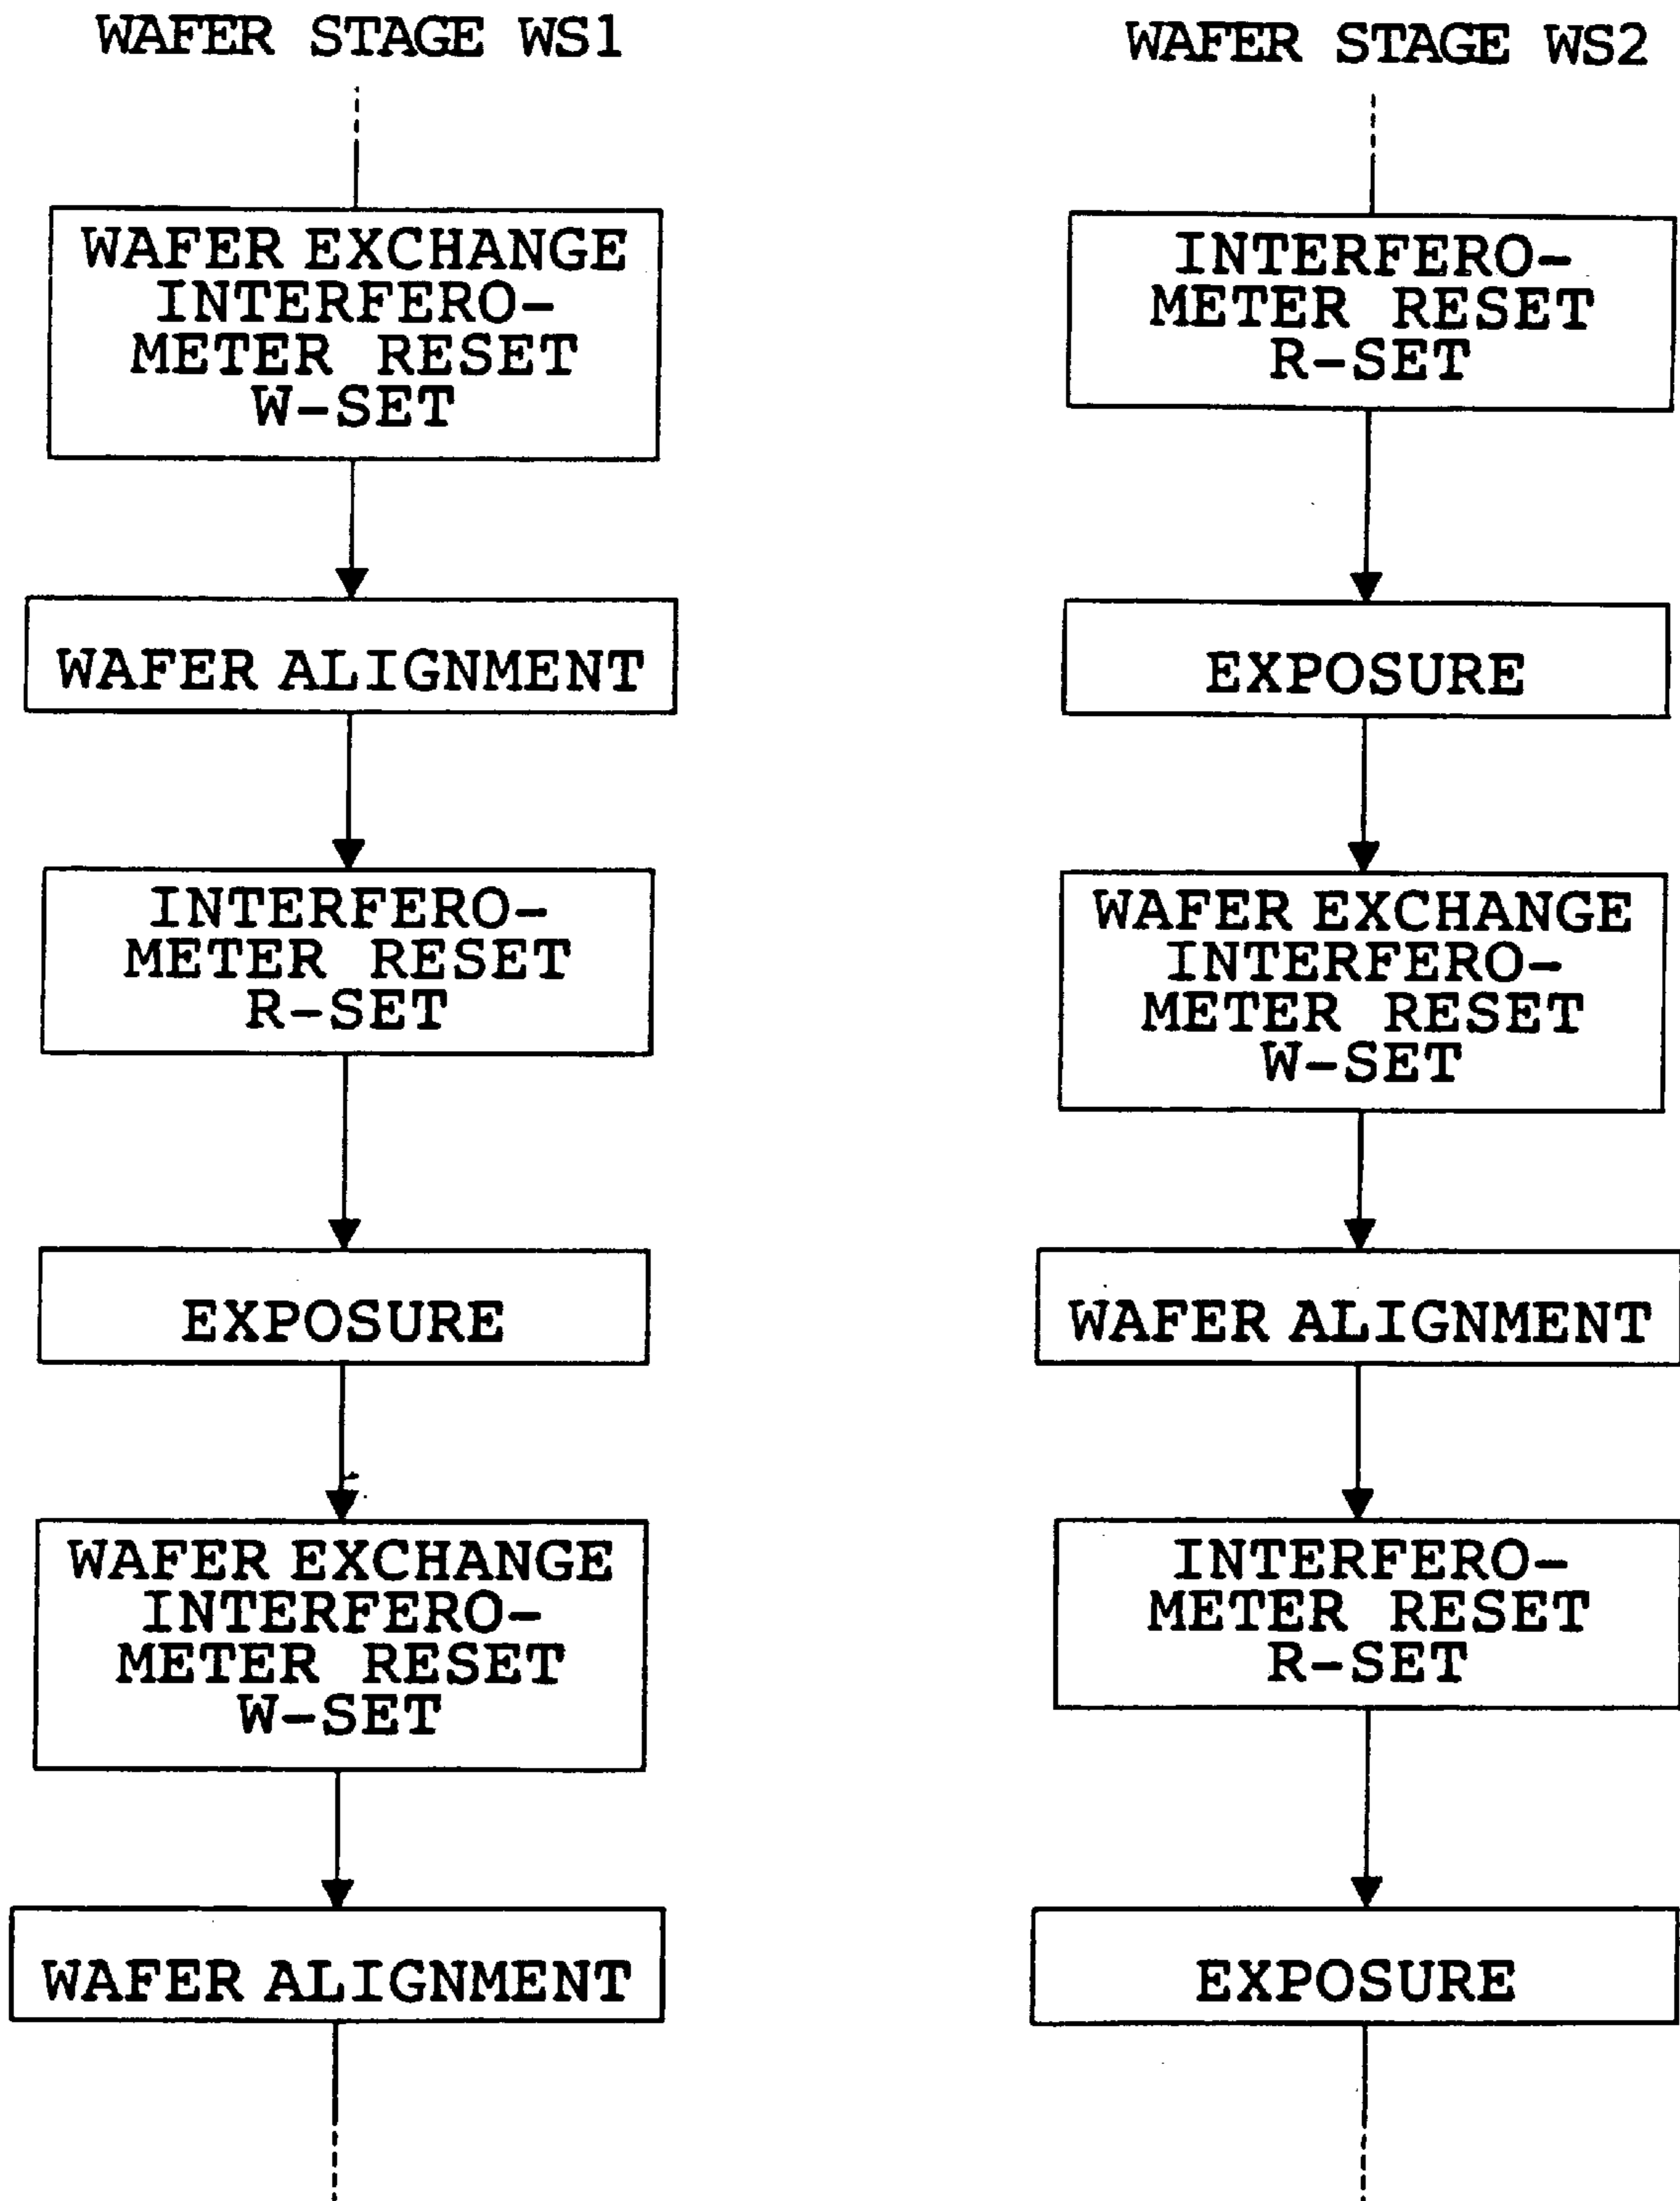 WAFER STAGE WS1
WAFER EXCHANGE
INTERFERO-
METER RESET
W-SET
WAFER ALIGNMENT
INTERFERO-
METER RESET
R-SET
EXPOSURE
WAFER EXCHANGE
INTERFERO-
METER RESET
W-SET
WAFER ALIGNMENT
WAFER STAGE WS2
INTERFERO-
METER RESET
R-SET
EXPOSURE
WAFER EXCHANGE
INTERFERO-
METER RESET
W-SET
WAFER ALIGNMENT
INTERFERO-
METER RESET
R-SET
EXPOSURE